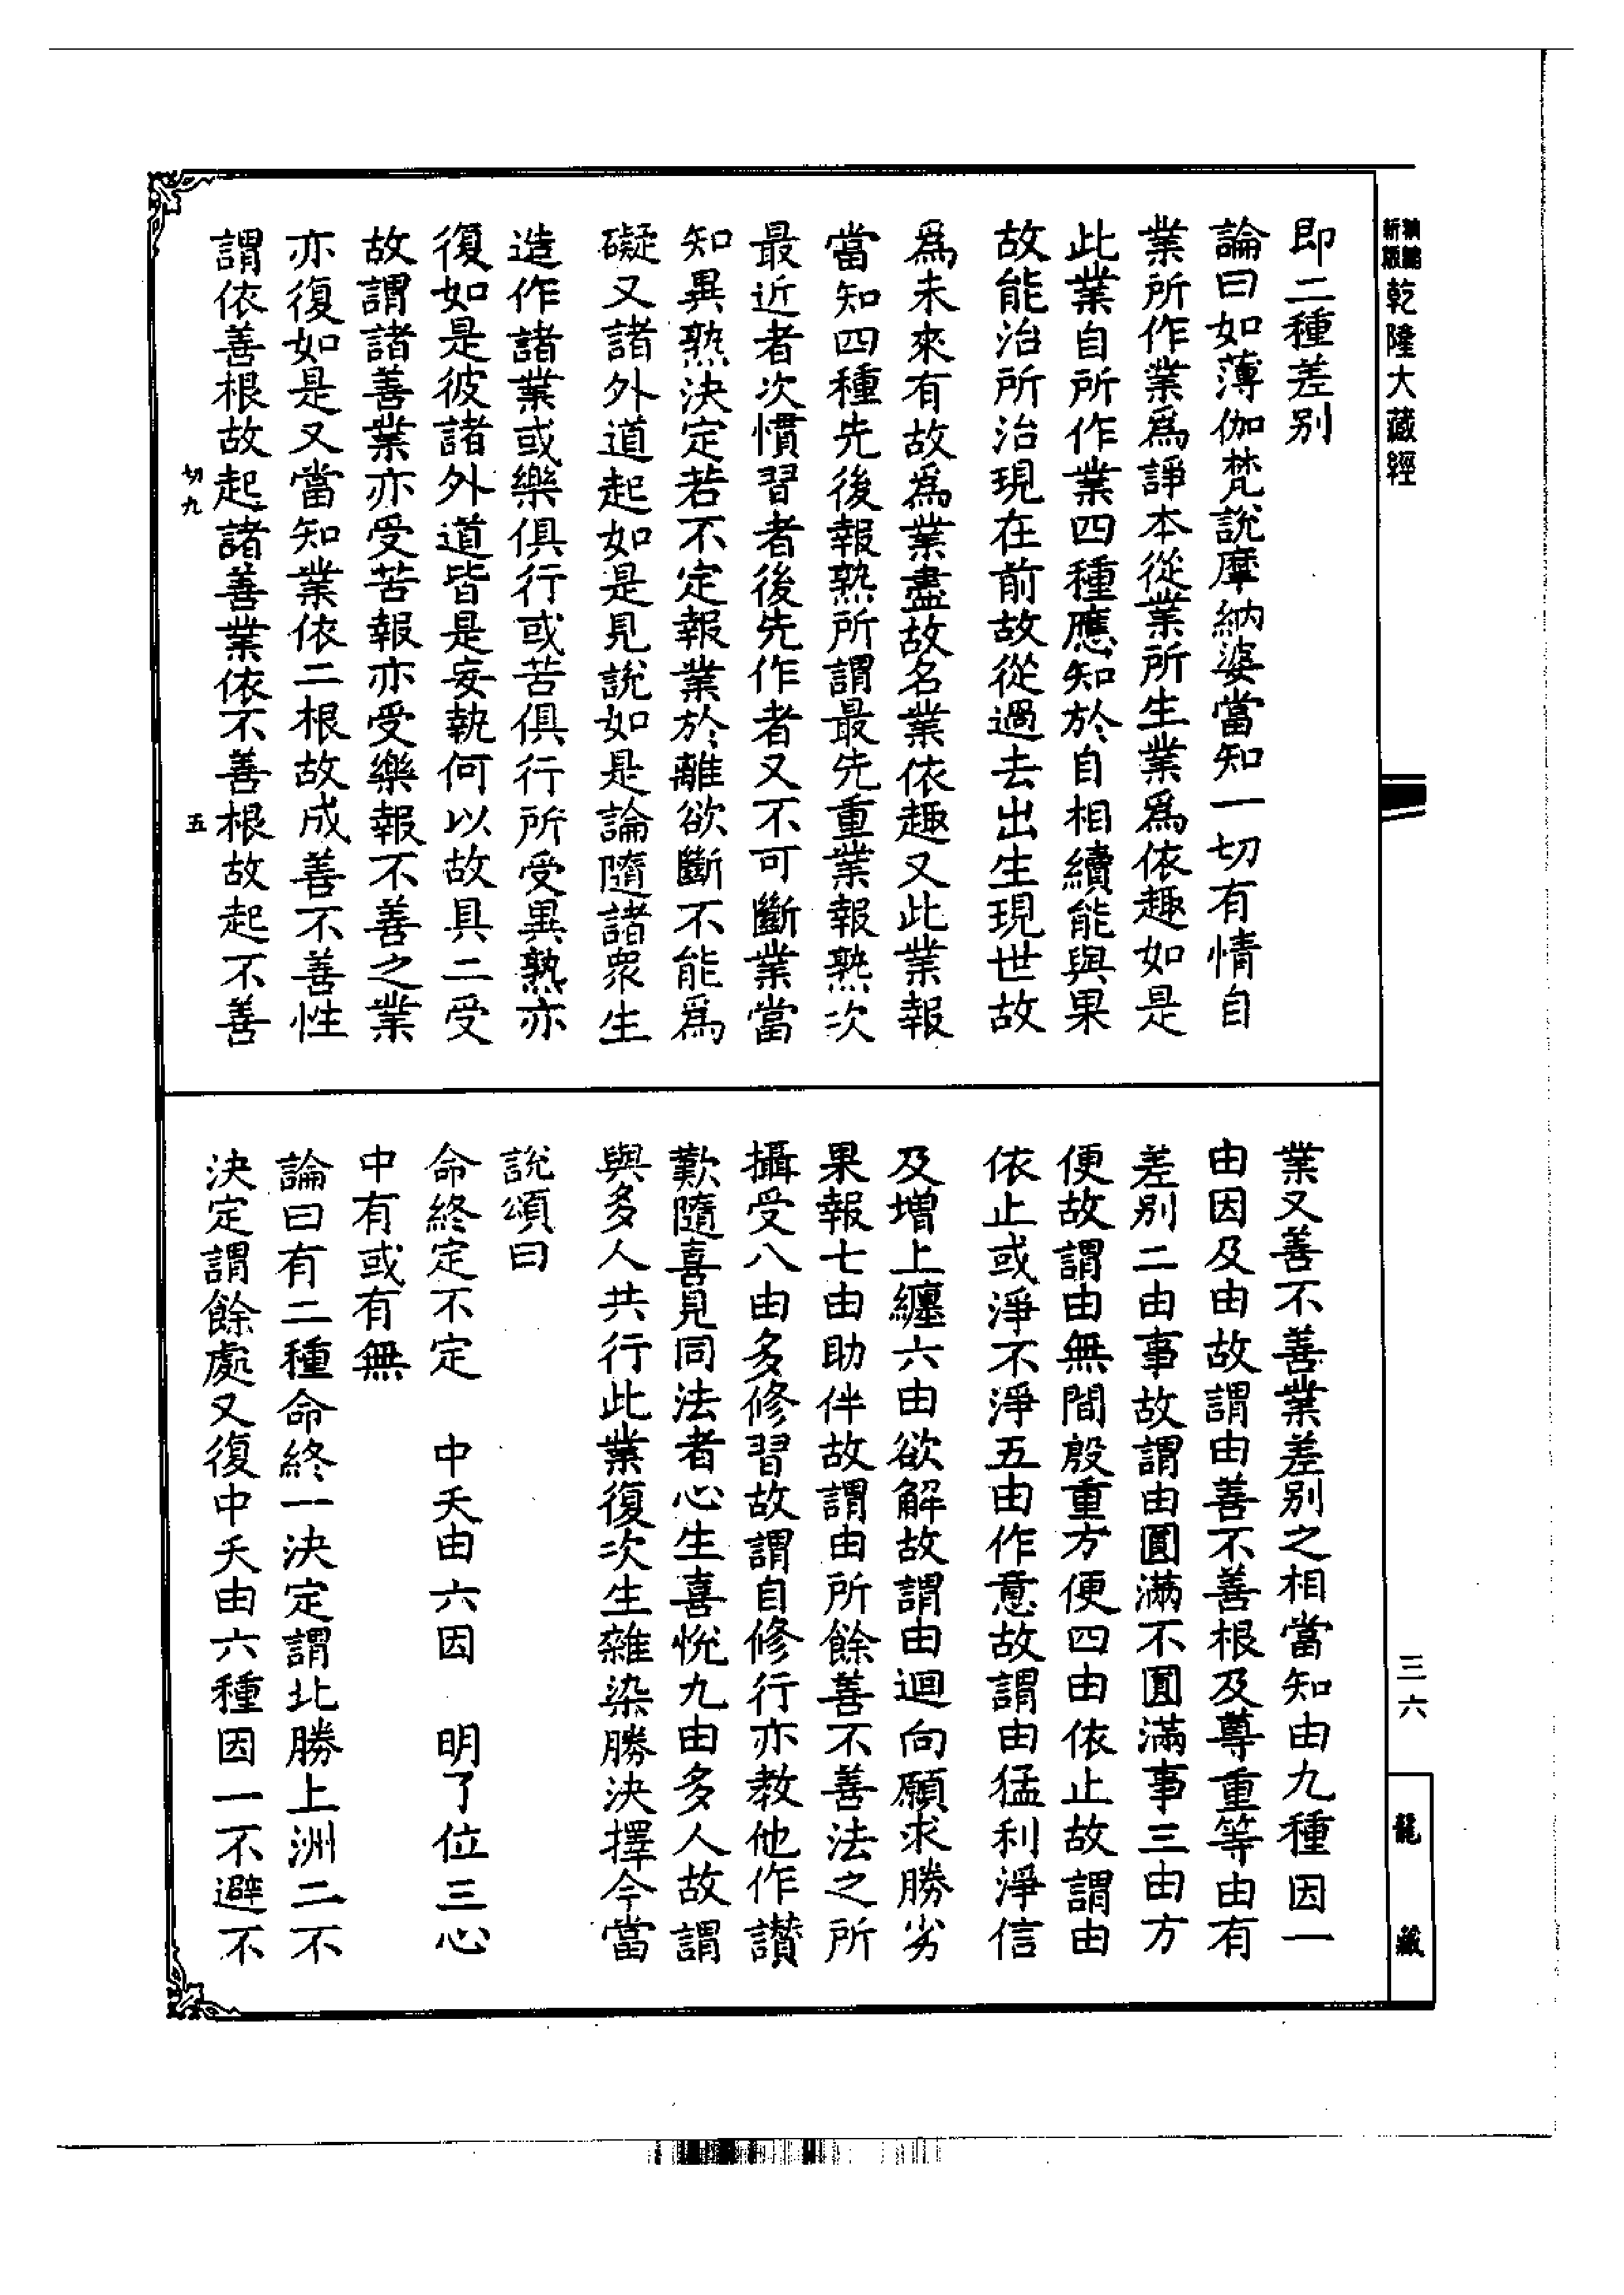 新版
乾隆大藏經
即二種差別
論曰如薄伽梵說摩納婆當知一切有情自
業所作業爲諍本從業所生業爲依趣如是
此業自所作業四種應知於自相續能與果
故能治所治現在前故從過去出生現世故
爲未來有故爲業盡故名業依趣又此業報
當知四種先後報熟所謂最先重業報熟次
最近者次慣習者後先作者又不可斷業當
知異熟決定若不定報業於離欲斷不能爲
礙又諸外道起如是見說如是論隨諸衆生
造作諸業或樂俱行或苦俱行所受異熟亦
復如是彼諸外道皆是妄執何以故具二受
故謂諸善業亦受苦報亦受樂報不善之業
亦復如是又當知業依二根故成善不善性
謂依善根故起諸善業依不善根故起不善
切九
五
業又善不善業差別之相當知由九種因一
由因及由故謂由善不善根及尊重等由有
差別二由事故謂由圓滿不圓滿事三由方
便故謂由無間殷重方便四由依止故謂由
依止或淨不淨五由作意故謂由猛利淨信
及增上纏六由欲解故謂由迴向願求勝劣
果報七由助伴故謂由所餘善不善法之所
攝受八由多修習故謂自修行亦教他作讃
歎隨喜見同法者心生喜悅九由多人故謂
與多人共行此業復次生雜染勝決擇今當
說頌曰
命終定不定　中夭由六因　明了位三心
中有或有無
論曰有二種命終一決定謂北勝上洲二不
決定謂餘處又復中夭由六種因一不避不
三六
龍藏